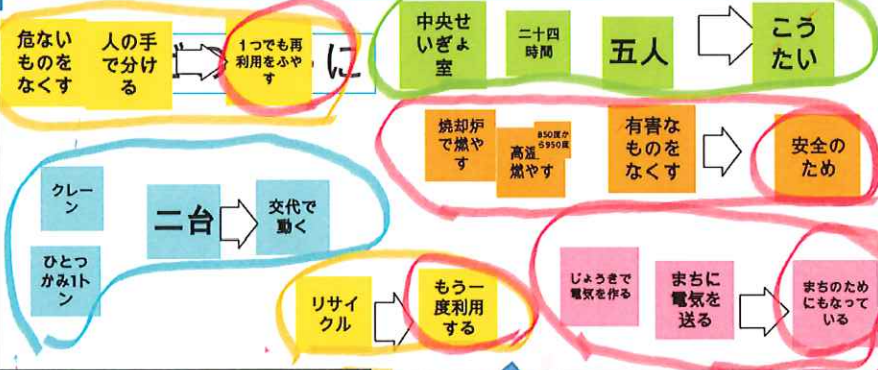 危ない
ものを
なくす
人の手
で分け
る
1つでも再
利用をふや
す
に
中央せ
いぎょ
室
二十四
時間
五人
こう
たい
焼却炉
で燃や
す
高温
燃やす
850度か
ら950度
有害な
ものを
なくす
安全の
ため
クレー
ン
ひとつ
かみ1ト
ン
二台
交代で
動く
リサイ
クル
もう一
度利用
する
じょうきで
電気を作る
まちに
電気を
送る
まちのため
にもなって
いる